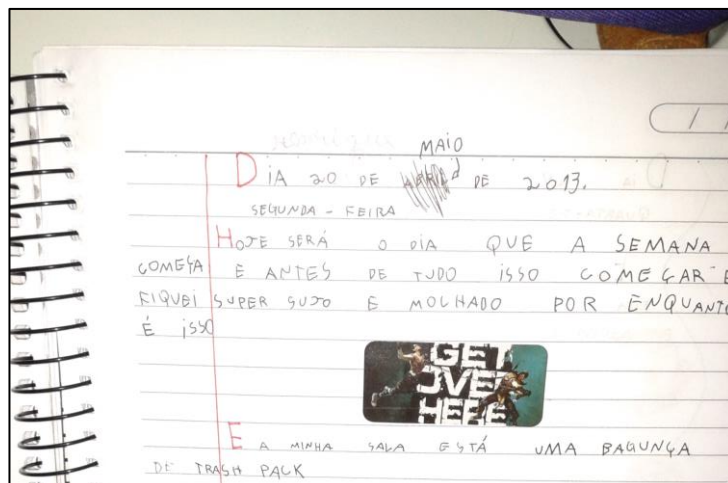 MAIO
DIA 20 DE DE 2013.
SEGUNDA - FEIRA
HOJE SERÁ O DIA QUE A SEMANA
COMEÇA E ANTES DE TUDO ISSO COMEÇAR E
FIQUEI SUPER SUJO E MOLHADO POR ENQUANTO
É ISSO
GET
OVER
HERE
E A MINHA SALA ESTÁ UMA BAGUNÇA
DE TRASH PACK